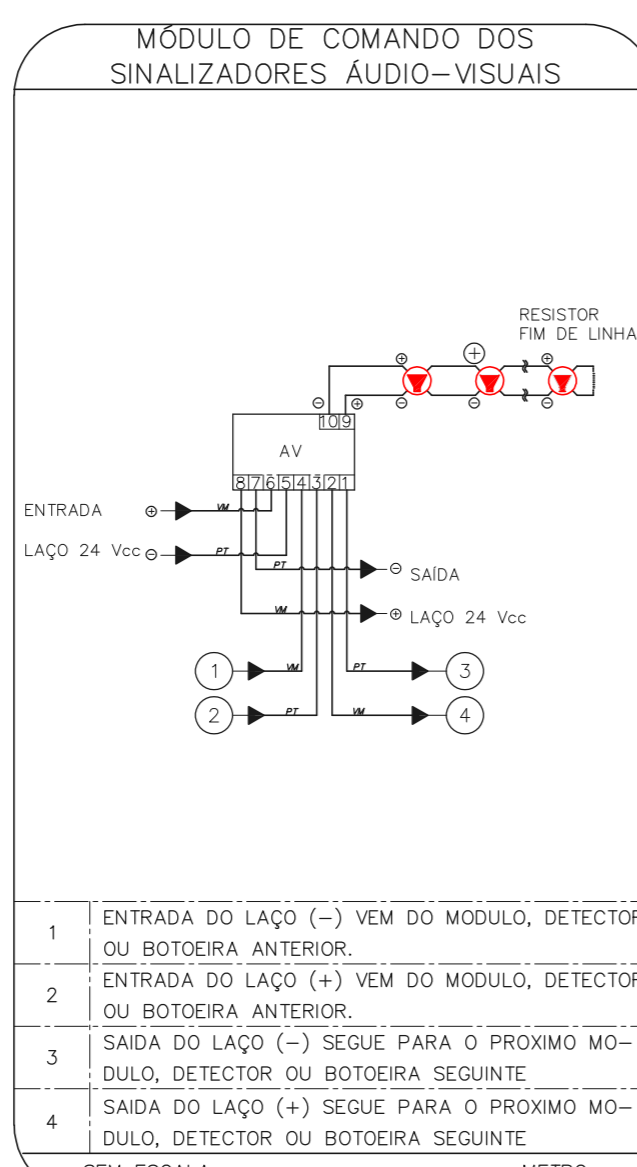 MÓDULO DE COMANDO DOS
SINALIZADORES ÁUDIO-VISUAIS
RESISTOR
FIM DE LINHA
10 9
AV
8 7 6 5 4 3 2 1
ENTRADA
VM
LAÇO 24 Vcc
PT
PT
SAÍDA
VM
LAÇO 24 Vcc
1
VM
PT
3
2
PT
VM
4
1
ENTRADA DO LAÇO (-) VEM DO MODULO, DETECTOR
OU BOTOEIRA ANTERIOR.
2
ENTRADA DO LAÇO (+) VEM DO MODULO, DETECTOR
OU BOTOEIRA ANTERIOR.
3
SAIDA DO LAÇO (-) SEGUE PARA O PROXIMO MO-
DULO, DETECTOR OU BOTOEIRA SEGUINTE
4
SAIDA DO LAÇO (+) SEGUE PARA O PROXIMO MO-
DULO, DETECTOR OU BOTOEIRA SEGUINTE
SEM ESCALA
METRO